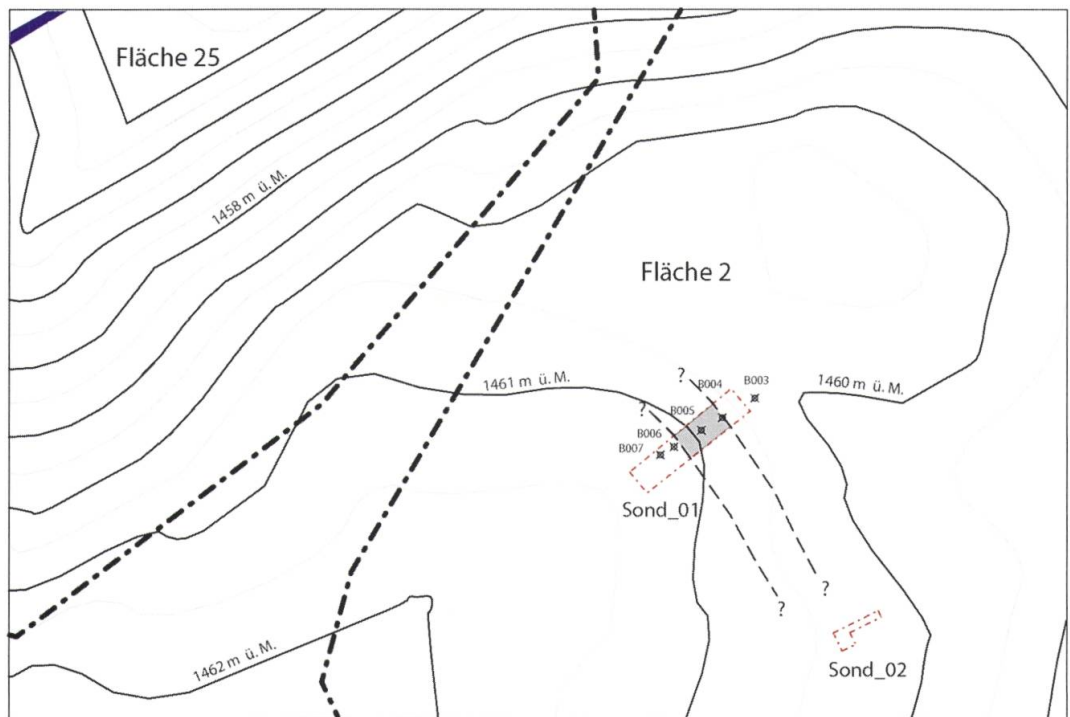 Fläche 25
1458 m ü. M.
Fläche 2
1461 m ü. M.
?
B004
B003
1460 m ü. M.
?
B005
B006
B007
Sond_01
?
?
1462 m ü. M.
Sond_02